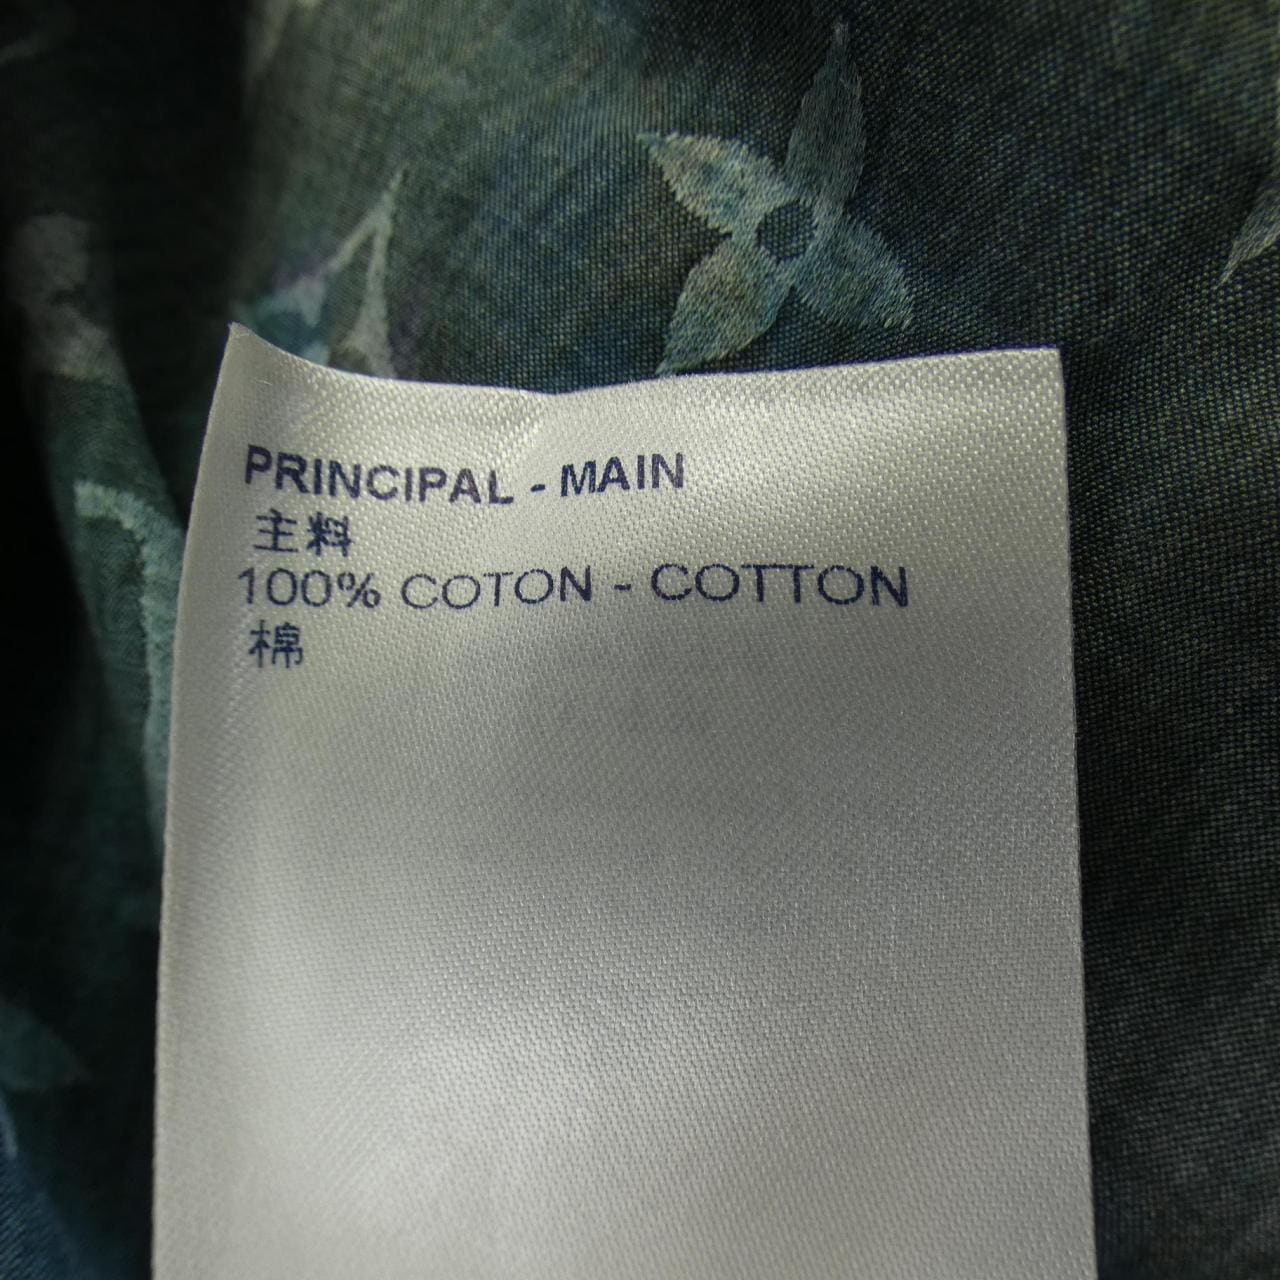 PRINCIPAL - MAIN
主料
100% COTON - COTTON
棉